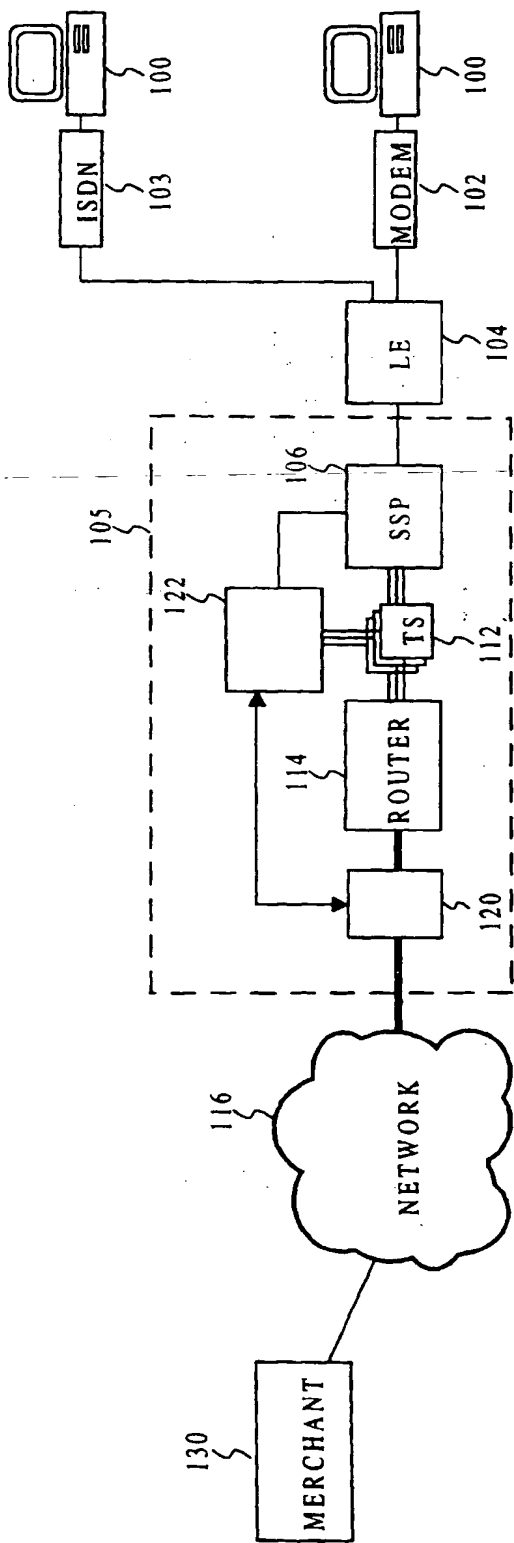 130
MERCHANT
116
NETWORK
105
122
120
114
ROUTER
TS
112
106
SSP
LE
104
ISDN
103
MODEM
102
100
100